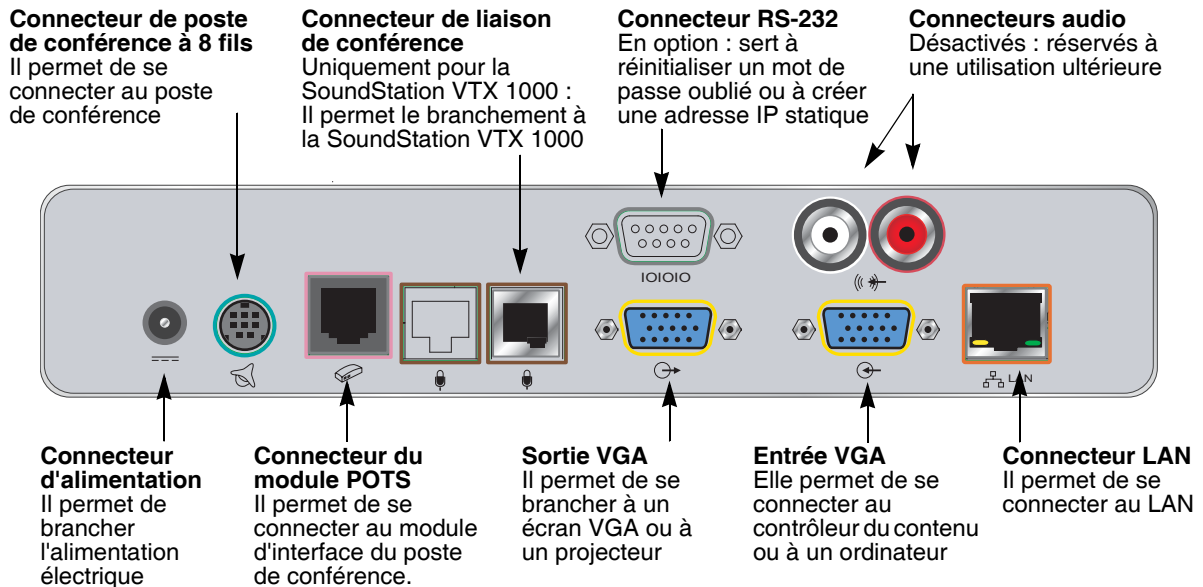 Connecteur de poste
de conférence à 8 fils
Il permet de se
connecter au poste
de conférence
Connecteur de liaison
de conférence
Uniquement pour la
SoundStation VTX 1000 :
Il permet le branchement à
la SoundStation VTX 1000
Connecteur RS-232
En option : sert à
réinitialiser un mot de
passe oublié ou à créer
une adresse IP statique
Connecteurs audio
Désactivés : réservés à
une utilisation ultérieure
IOIOIO
LAN
Connecteur
d'alimentation
Il permet de
brancher
l'alimentation
électrique
Connecteur du
module POTS
Il permet de se
connecter au module
d'interface du poste
de conférence.
Sortie VGA
Il permet de se
brancher à un
écran VGA ou à
un projecteur
Entrée VGA
Elle permet de se
connecter au
contrôleur du contenu
ou à un ordinateur
Connecteur LAN
Il permet de se
connecter au LAN